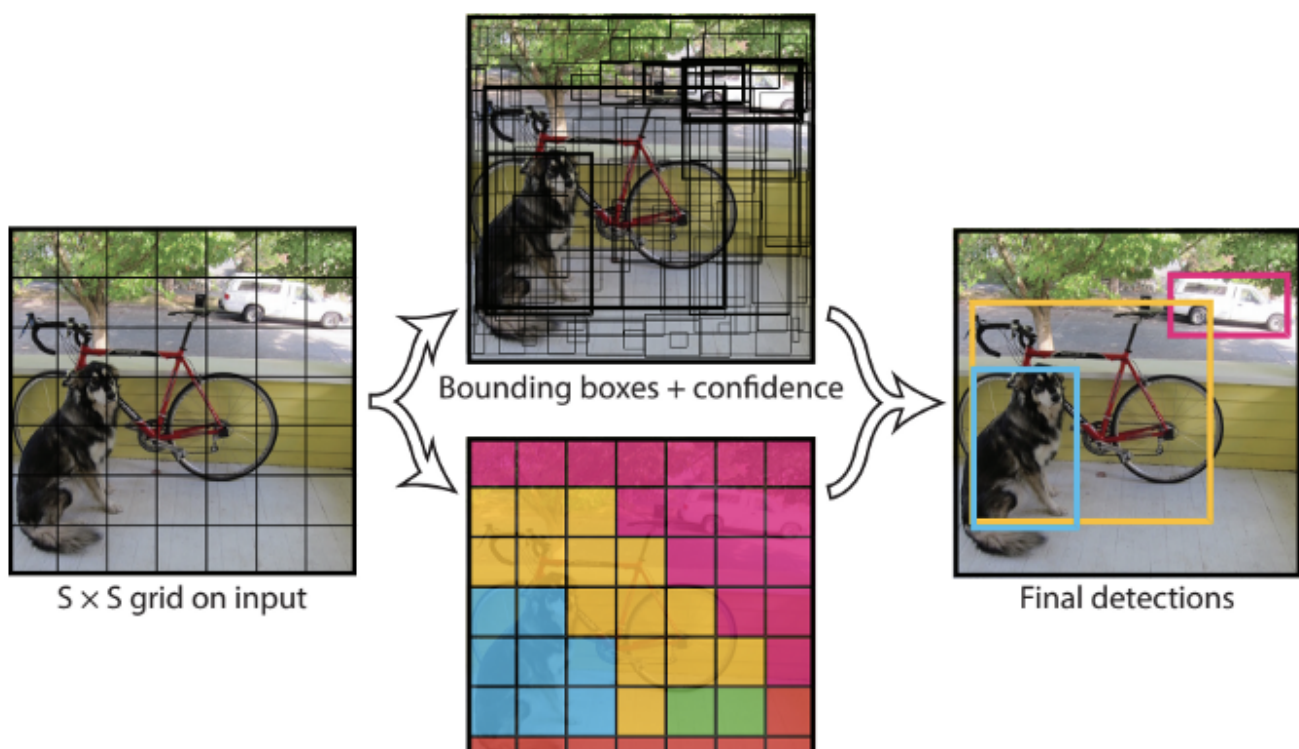 Bounding boxes + confidence
S × S grid on input
Final detections